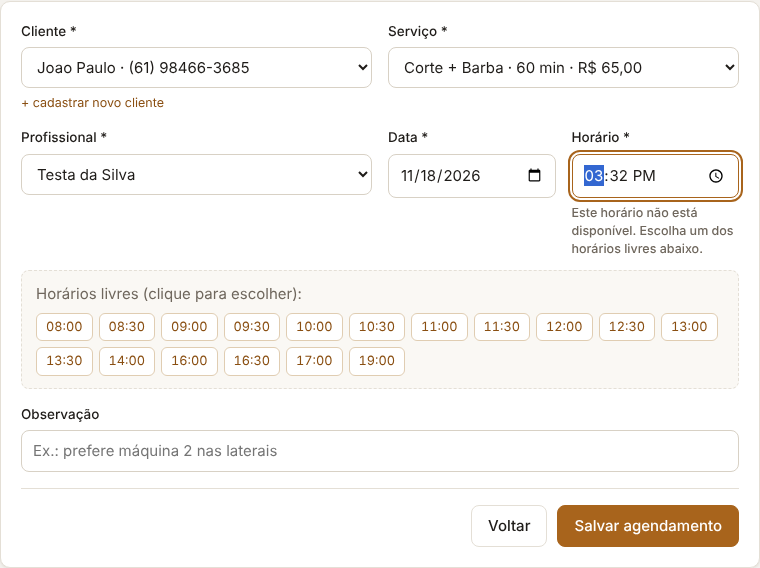 Cliente *
Serviço *
Joao Paulo · (61) 98466-3685
Corte + Barba · 60 min · R$ 65,00
+ cadastrar novo cliente
Profissional *
Data *
Horário *
Testa da Silva
11/18/2026
03:32 PM
Este horário não está
disponível. Escolha um dos
horários livres abaixo.
Horários livres (clique para escolher):
08:00 08:30 09:00 09:30 10:00 10:30 11:00 11:30 12:00 12:30 13:00
13:30 14:00 16:00 16:30 17:00 19:00
Observação
Ex.: prefere máquina 2 nas laterais
Voltar
Salvar agendamento